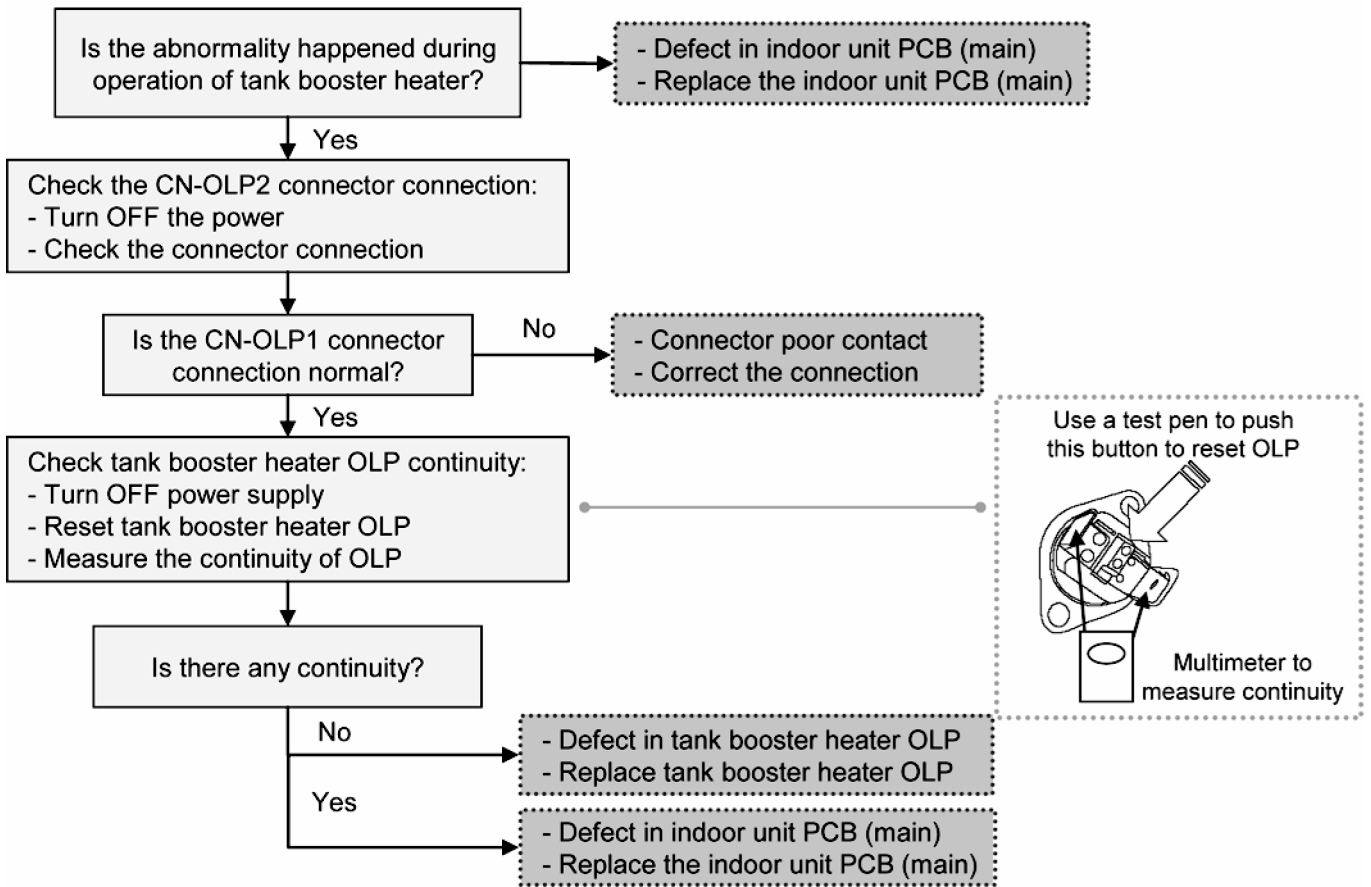 Is the abnormality happened during
operation of tank booster heater?
- Defect in indoor unit PCB (main)
- Replace the indoor unit PCB (main)
Yes
Check the CN-OLP2 connector connection:
- Turn OFF the power
- Check the connector connection
Is the CN-OLP1 connector
connection normal?
No
- Connector poor contact
- Correct the connection
Yes
Check tank booster heater OLP continuity:
- Turn OFF power supply
- Reset tank booster heater OLP
- Measure the continuity of OLP
Use a test pen to push
this button to reset OLP
Multimeter to
measure continuity
Is there any continuity?
No
- Defect in tank booster heater OLP
- Replace tank booster heater OLP
Yes
- Defect in indoor unit PCB (main)
- Replace the indoor unit PCB (main)